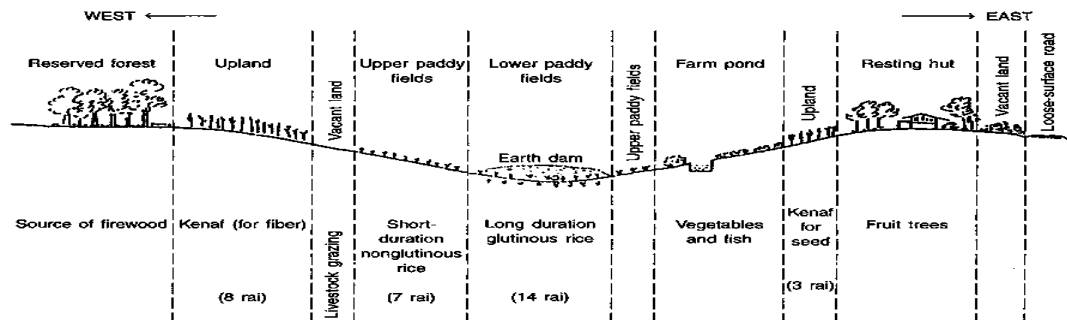 WEST ← → EAST
Reserved forest
Upland
Vacant land
Upper paddy
fields
Lower paddy
fields
Upper paddy fields
Farm pond
Upland
Resting hut
Vacant land
Loose-surface road
Earth dam
Source of firewood
Kenaf (for fiber)
(8 rai)
Livestock grazing
Short-
duration
nonglutinous
rice
(7 rai)
Long duration
glutinous rice
(14 rai)
Vegetables
and fish
Kenaf
for
seed
(3 rai)
Fruit trees